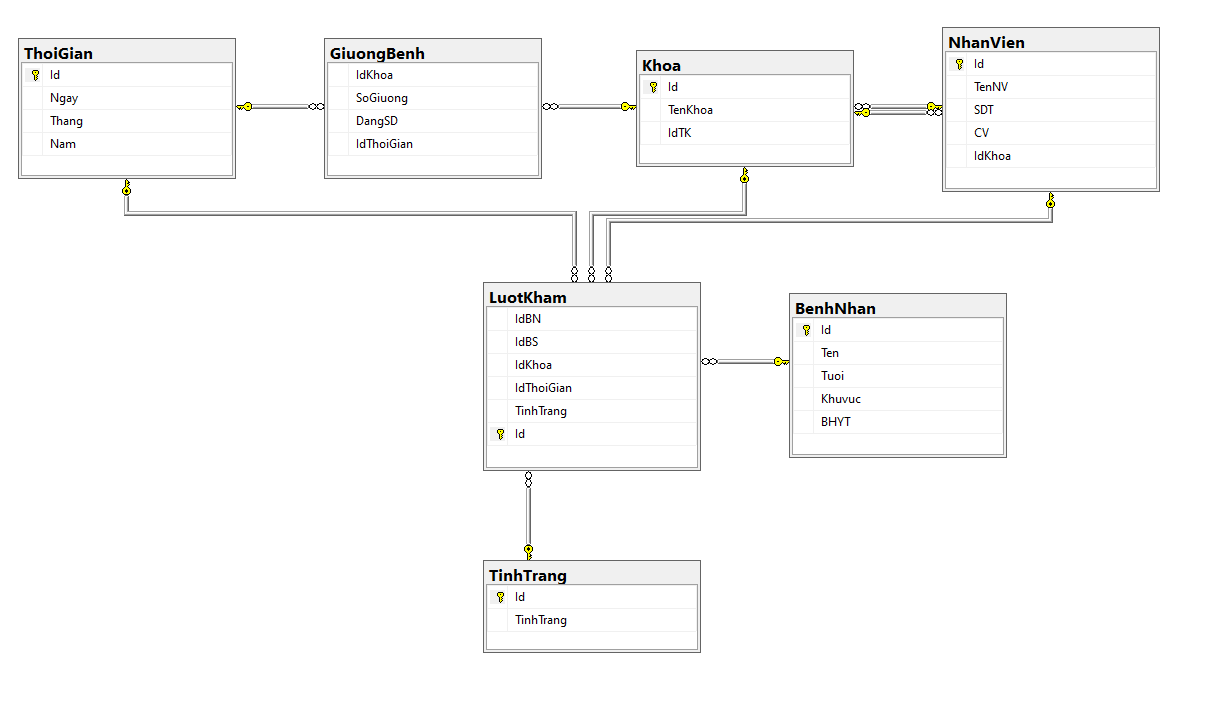 ThoiGian
Id
Ngay
Thang
Nam
GiuongBenh
IdKhoa
SoGiuong
DangSD
IdThoiGian
Khoa
Id
TenKhoa
IdTK
NhanVien
Id
TenNV
SDT
CV
IdKhoa
LuotKham
IdBN
IdBS
IdKhoa
IdThoiGian
TinhTrang
Id
BenhNhan
Id
Ten
Tuoi
Khuvuc
BHYT
TinhTrang
Id
TinhTrang